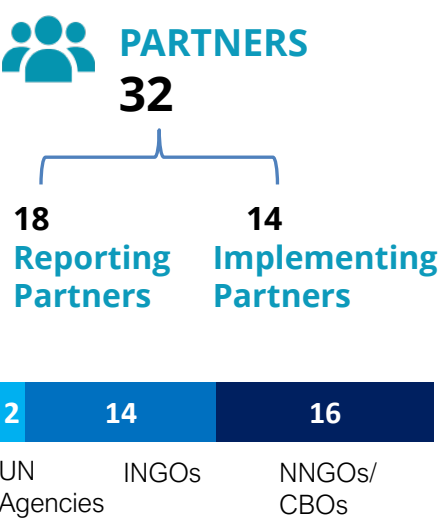 PARTNERS
32
18
Reporting
Partners
14
Implementing
Partners
2
14
16
UN
Agencies
INGOs
NNGOs/
CBOs